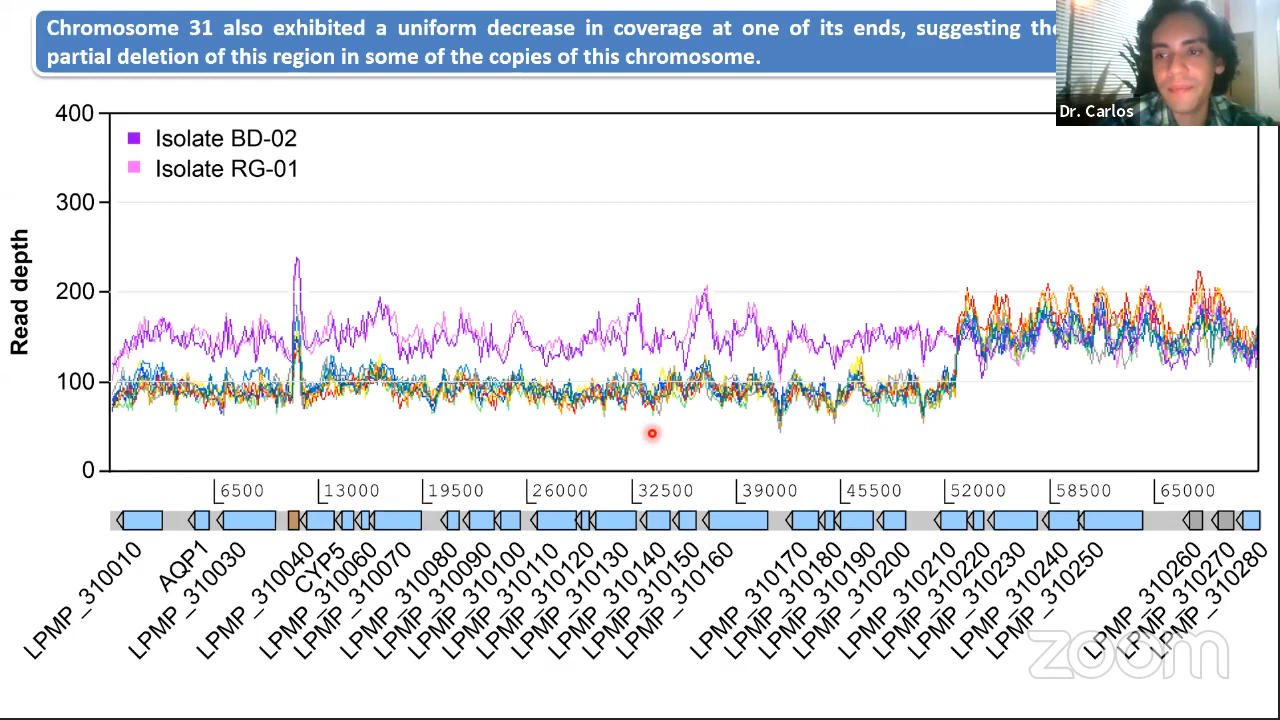 Chromosome 31 also exhibited a uniform decrease in coverage at one of its ends, suggesting the
partial deletion of this region in some of the copies of this chromosome.
Dr. Carlos
400
300
200
100
0
Read depth
Isolate BD-02
Isolate RG-01
6500
13000
19500
26000
32500
39000
45500
52000
58500
65000
LPMP_310010
AQP1
LPMP_310030
LPMP_310040
CYP5
LPMP_310060
LPMP_310070
LPMP_310080
LPMP_310090
LPMP_310100
LPMP_310110
LPMP_310120
LPMP_310130
LPMP_310140
LPMP_310150
LPMP_310160
LPMP_310170
LPMP_310180
LPMP_310190
LPMP_310200
LPMP_310210
LPMP_310220
LPMP_310230
LPMP_310240
LPMP_310250
LPMP_310260
LPMP_310270
LPMP_310280
zoom